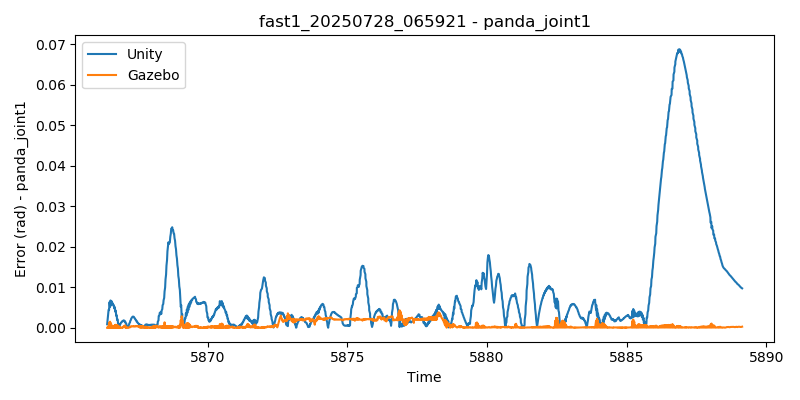 fast1_20250728_065921 - panda_joint1
Unity
Gazebo
Error (rad) - panda_joint1
0.07
0.06
0.05
0.04
0.03
0.02
0.01
0.00
5870
5875
5880
5885
5890
Time